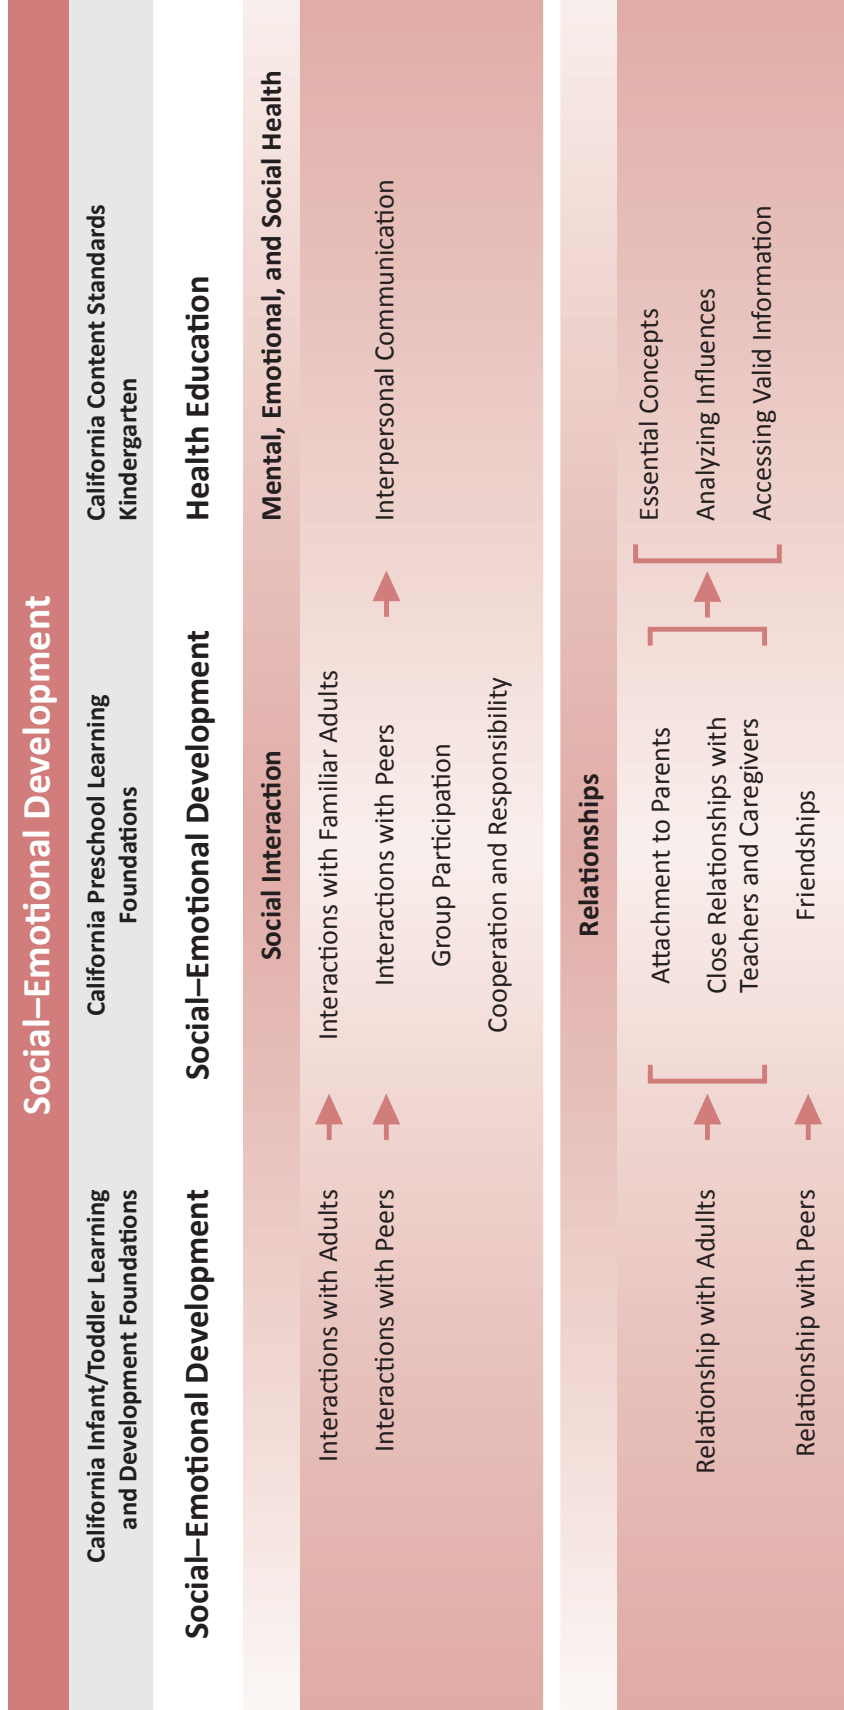 Social–Emotional Development
California Infant/Toddler Learning
and Development Foundations
California Preschool Learning
Foundations
California Content Standards
Kindergarten
Social–Emotional Development
Social–Emotional Development
Health Education
Social Interaction
Mental, Emotional, and Social Health
Interactions with Adults
Interactions with Familiar Adults
Interactions with Peers
Interactions with Peers
Interpersonal Communication
Group Participation
Cooperation and Responsibility
Relationships
Attachment to Parents
Essential Concepts
Relationship with Adullts
Close Relationships with
Teachers and Caregivers
Analyzing Influences
Accessing Valid Information
Relationship with Peers
Friendships